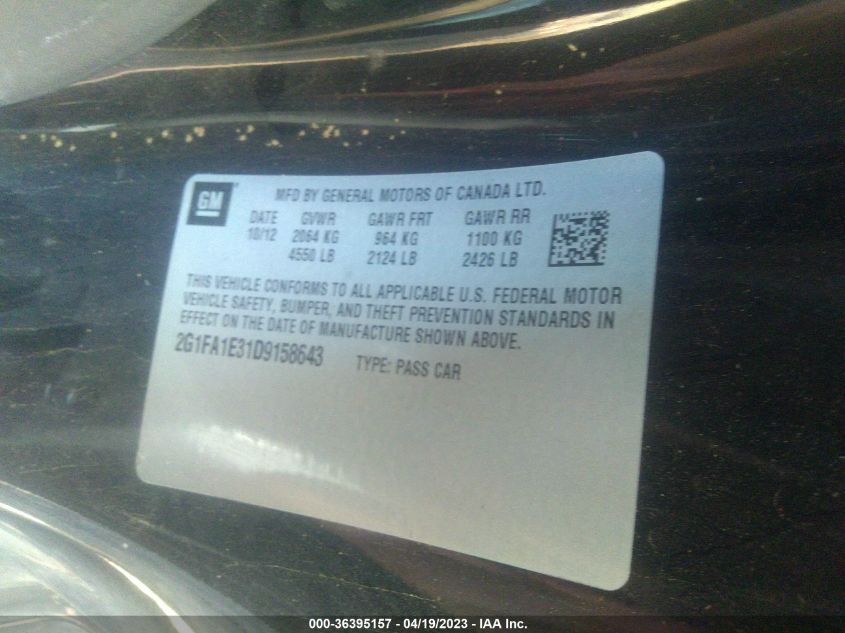 GM
MFD BY GENERAL MOTORS OF CANADA LTD.
DATE GVWR GAWR FRT GAWR RR
10/12 2064 KG 964 KG 1100 KG
4550 LB 2124 LB 2426 LB
THIS VEHICLE CONFORMS TO ALL APPLICABLE U.S. FEDERAL MOTOR
VEHICLE SAFETY, BUMPER, AND THEFT PREVENTION STANDARDS IN
EFFECT ON THE DATE OF MANUFACTURE SHOWN ABOVE.
2G1FA1E31D9158643 TYPE: PASS CAR
000-36395157 - 04/19/2023 - IAA Inc.